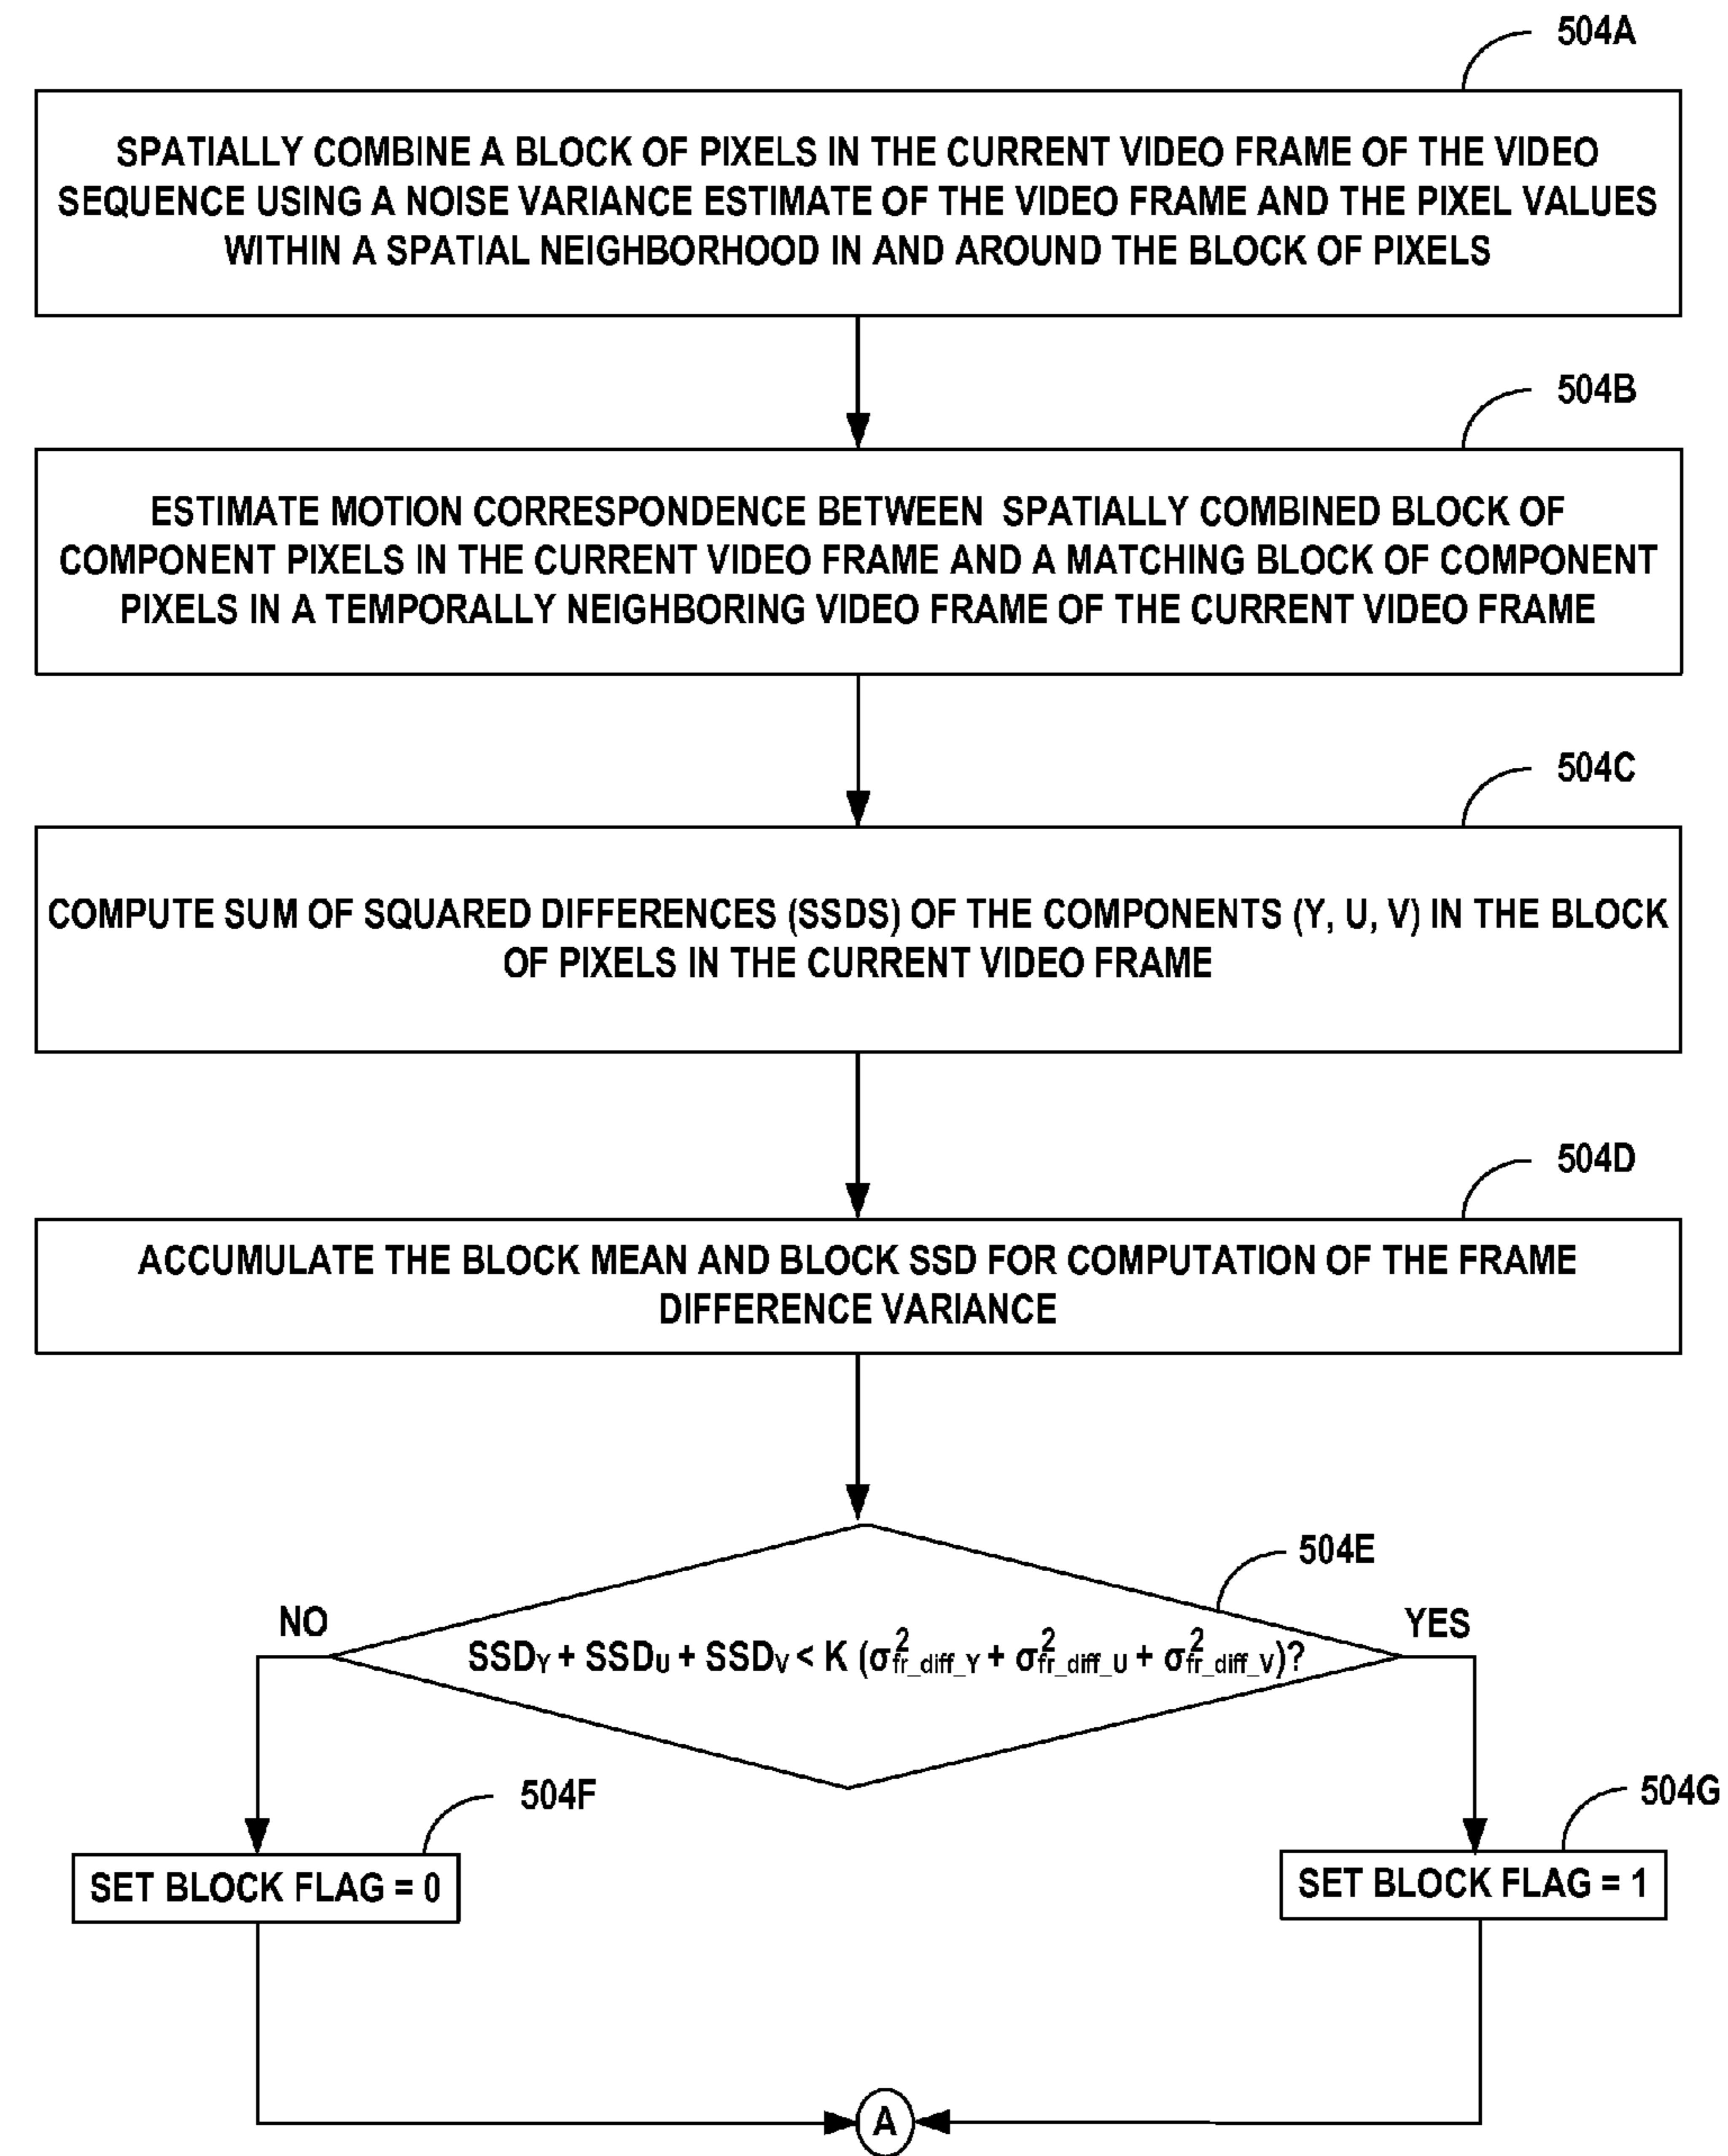 504A
SPATIALLY COMBINE A BLOCK OF PIXELS IN THE CURRENT VIDEO FRAME OF THE VIDEO
SEQUENCE USING A NOISE VARIANCE ESTIMATE OF THE VIDEO FRAME AND THE PIXEL VALUES
WITHIN A SPATIAL NEIGHBORHOOD IN AND AROUND THE BLOCK OF PIXELS
504B
ESTIMATE MOTION CORRESPONDENCE BETWEEN SPATIALLY COMBINED BLOCK OF
COMPONENT PIXELS IN THE CURRENT VIDEO FRAME AND A MATCHING BLOCK OF COMPONENT
PIXELS IN A TEMPORALLY NEIGHBORING VIDEO FRAME OF THE CURRENT VIDEO FRAME
504C
COMPUTE SUM OF SQUARED DIFFERENCES (SSDS) OF THE COMPONENTS (Y, U, V) IN THE BLOCK
OF PIXELS IN THE CURRENT VIDEO FRAME
504D
ACCUMULATE THE BLOCK MEAN AND BLOCK SSD FOR COMPUTATION OF THE FRAME
DIFFERENCE VARIANCE
504E
NO
YES
SSD_Y + SSD_U + SSD_V < K (σ²_fr_diff_Y + σ²_fr_diff_U + σ²_fr_diff_V)?
504F
504G
SET BLOCK FLAG = 0
SET BLOCK FLAG = 1
A